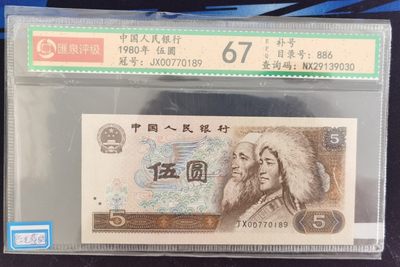 匯泉评级
中国人民银行
1980年 伍圆
冠号: JX00770189
67
补号
目录号: 886
查询码: NX29139030
中国人民银行
5
伍圆
5
JX00770189
5